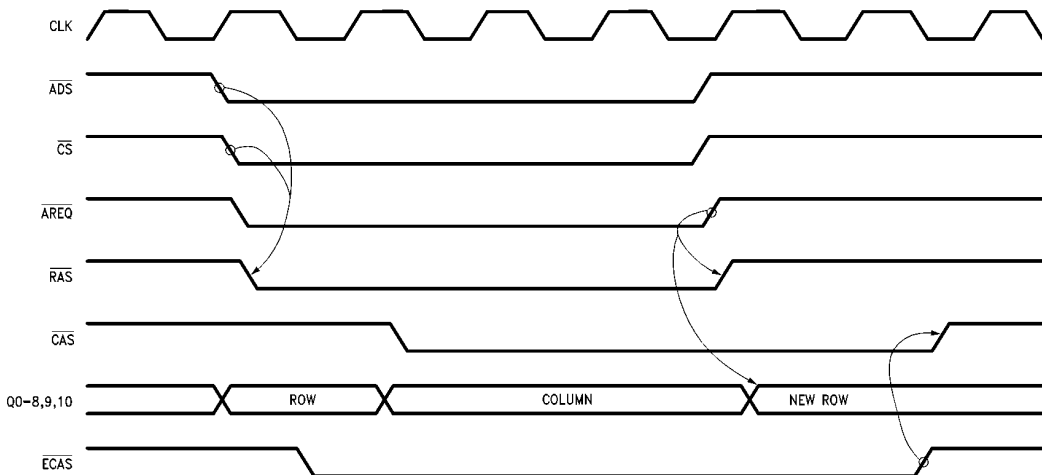 CLK
ADS
CS
AREQ
RAS
CAS
Q0-8,9,10 ROW COLUMN NEW ROW
ECAS